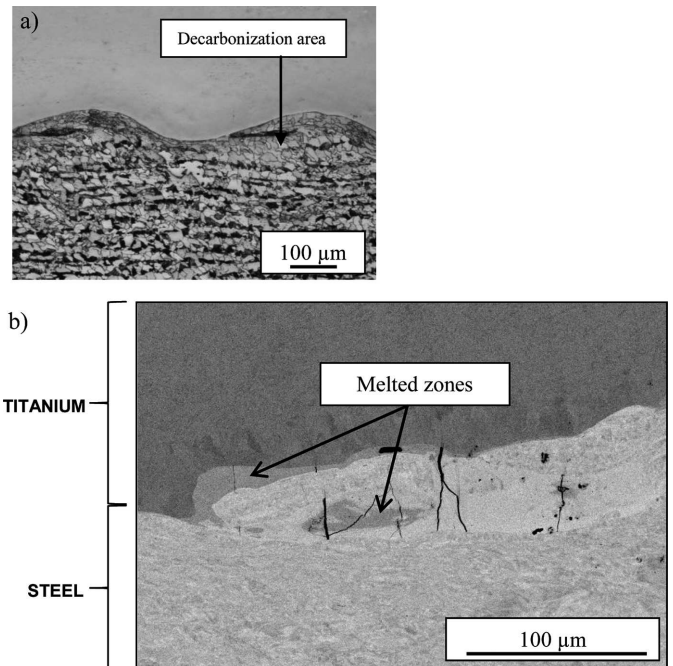 a)
Decarbonization area
100 µm
b)
TITANIUM
Melted zones
STEEL
100 µm